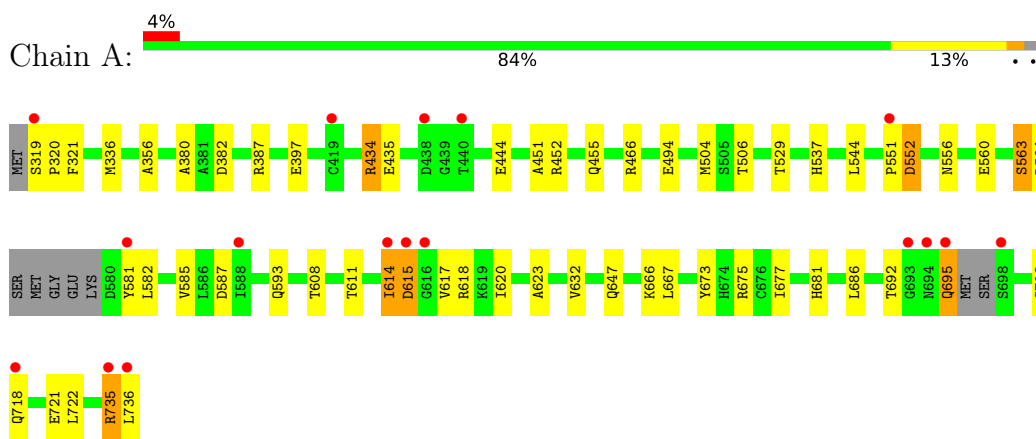 4%
Chain A:
84% 13% • •
MET S319 P320 F321 M336 A356 A380 A381 D382 R387 E397 C419 R434 E435 D438 G439 T440 E444 A451 R452 Q455 R466 E494 M504 S505 T506 T529 H537 L544 P551 D552 N556 E560 S563
SER MET GLY GLU LYS D580 Y581 L582 V585 L586 D587 I588 Q593 T608 T611 I614 D615 G616 V617 R618 K619 I620 A623 V632 Q647 K666 L667 Y673 H674 R675 C676 I677 H681 L686 T692 G693 N694 Q695 MET SER S698
Q718 E721 L722 R735 L736